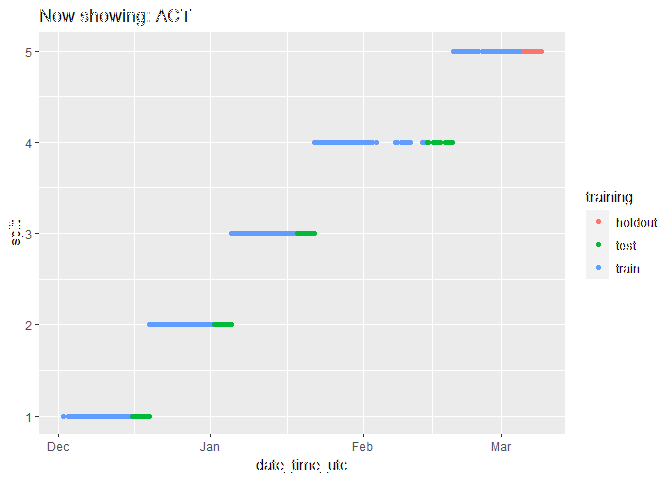 Now showing: ACT
5
4
3
2
1
Dec
Jan
Feb
Mar
date_time_utc
training
holdout
test
train